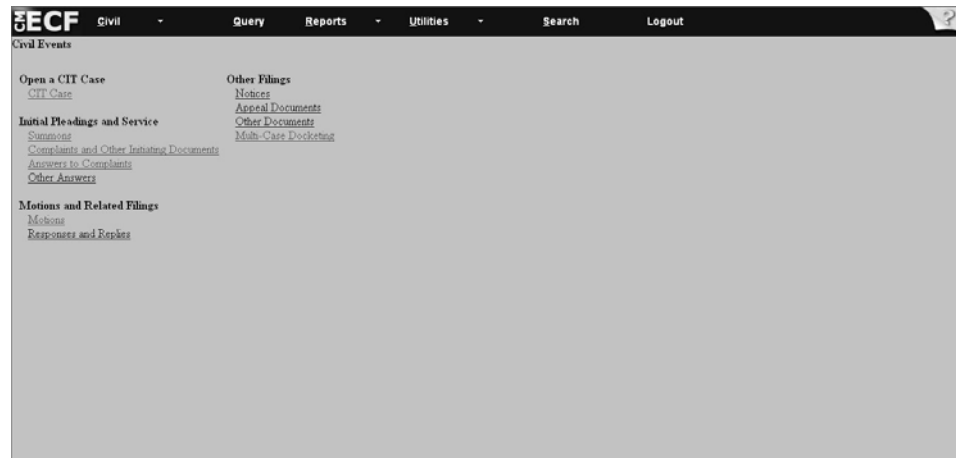 CM ECF Civil Query Reports Utilities Search Logout ?
Civil Events
Open a CIT Case
CIT Case
Initial Pleadings and Service
Summons
Complaints and Other Initiating Documents
Answers to Complaints
Other Answers
Motions and Related Filings
Motions
Responses and Replies
Other Filings
Notices
Appeal Documents
Other Documents
Multi-Case Docketing